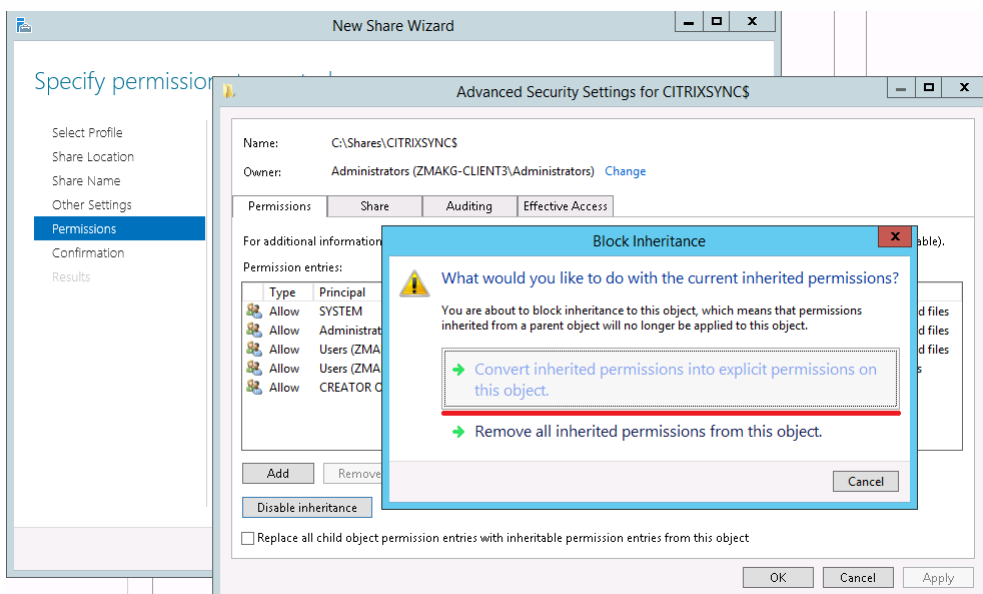 New Share Wizard
Specify permission
Select Profile
Share Location
Share Name
Other Settings
Permissions
Confirmation
Results
Advanced Security Settings for CITRIXSYNC$
Name: C:\Shares\CITRIXSYNC$
Owner: Administrators (ZMAKG-CLIENT3\Administrators) Change
Permissions Share Auditing Effective Access
For additional information able).
Permission entries:
Type Principal
Allow SYSTEM d files
Allow Administrat d files
Allow Users (ZMA d files
Allow Users (ZMA s
Allow CREATOR O
Add Remove
Disable inheritance
Replace all child object permission entries with inheritable permission entries from this object
OK Cancel Apply
Block Inheritance
What would you like to do with the current inherited permissions?
You are about to block inheritance to this object, which means that permissions
inherited from a parent object will no longer be applied to this object.
Convert inherited permissions into explicit permissions on
this object.
Remove all inherited permissions from this object.
Cancel